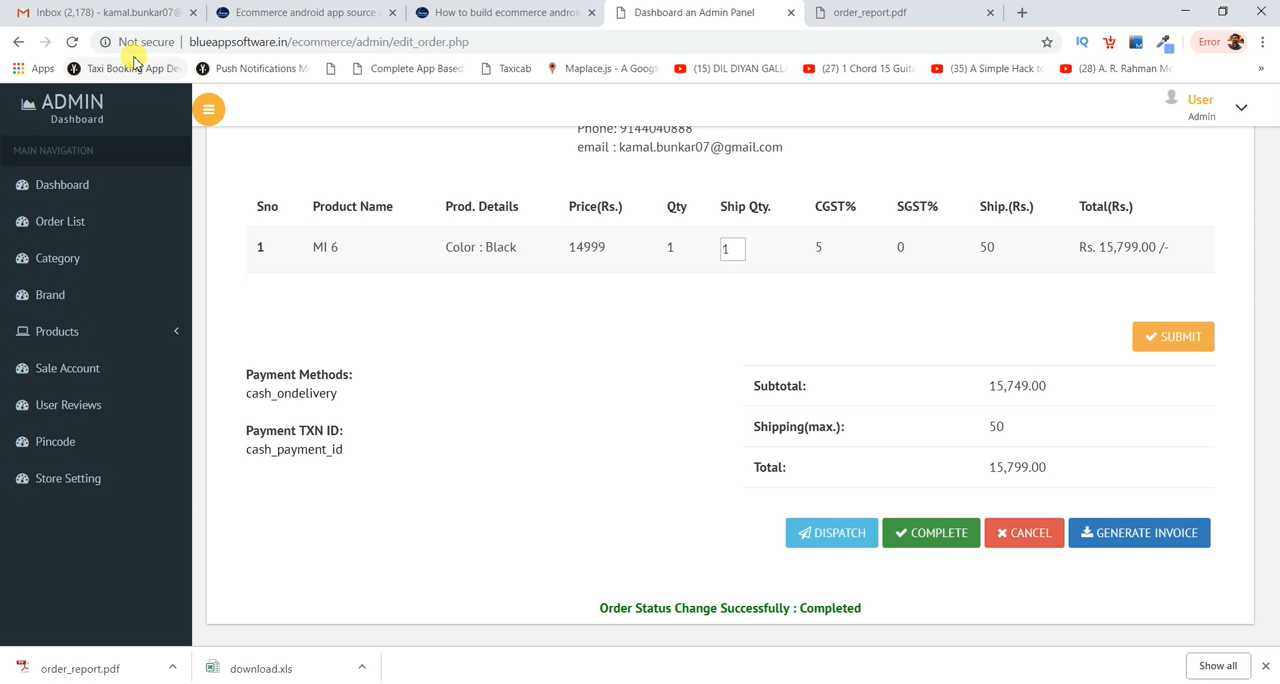 Inbox (2,178) - kamal.bunkar07@
Ecommerce android app source
How to build ecommerce androi
Dashboard an Admin Panel
order_report.pdf
Not secure | blueappsoftware.in/ecommerce/admin/edit_order.php
IQ
Error
Apps
Taxi Booking App De
Push Notifications M
Complete App Based
Taxicab
Maplace.js - A Googl
(15) DIL DIYAN GALL
(27) 1 Chord 15 Guita
(35) A Simple Hack to
(28) A. R. Rahman Me
»
ADMIN
Dashboard
User
Admin
MAIN NAVIGATION
Dashboard
Order List
Category
Brand
Products
Sale Account
User Reviews
Pincode
Store Setting
Phone: 9144040888
email : kamal.bunkar07@gmail.com
Sno Product Name Prod. Details Price(Rs.) Qty Ship Qty. CGST% SGST% Ship.(Rs.) Total(Rs.)
1 MI 6 Color : Black 14999 1 1 5 0 50 Rs. 15,799.00 /-
SUBMIT
Payment Methods:
cash_ondelivery
Payment TXN ID:
cash_payment_id
Subtotal: 15,749.00
Shipping(max.): 50
Total: 15,799.00
DISPATCH COMPLETE CANCEL GENERATE INVOICE
Order Status Change Successfully : Completed
order_report.pdf
download.xls
Show all